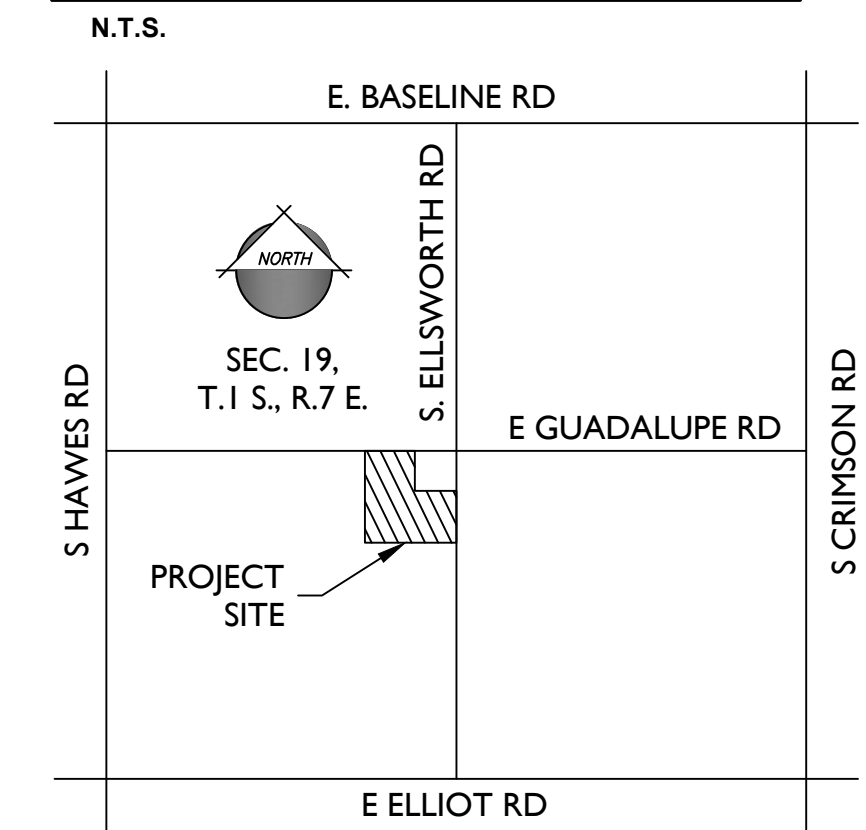 N.T.S.
E. BASELINE RD
S. ELLSWORTH RD
NORTH
SEC. 19,
T.1 S., R.7 E.
S HAWES RD
E GUADALUPE RD
S CRIMSON RD
PROJECT
SITE
E ELLIOT RD